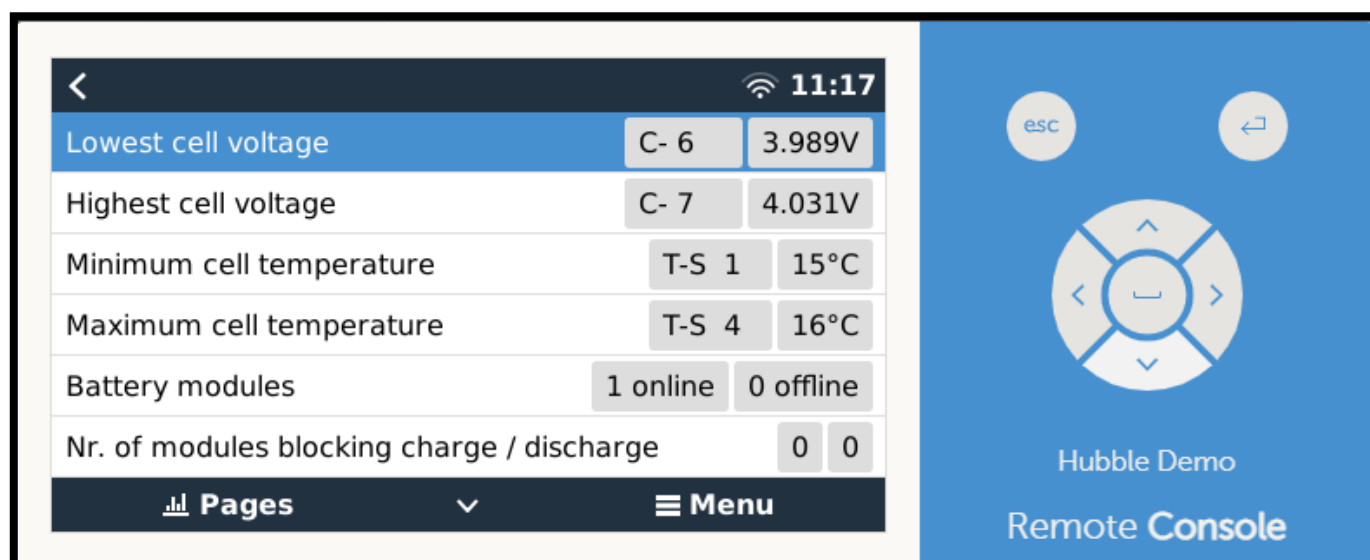 11:17
Lowest cell voltage C- 6 3.989V
Highest cell voltage C- 7 4.031V
Minimum cell temperature T-S 1 15°C
Maximum cell temperature T-S 4 16°C
Battery modules 1 online 0 offline
Nr. of modules blocking charge / discharge 0 0
Pages Menu
esc
Hubble Demo
Remote Console